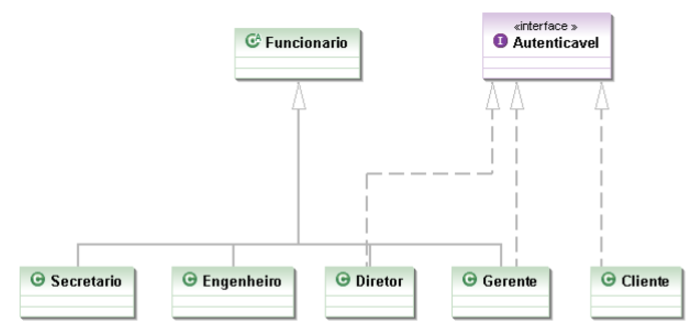 Funcionario
«interface »
Autenticavel
Secretario
Engenheiro
Diretor
Gerente
Cliente